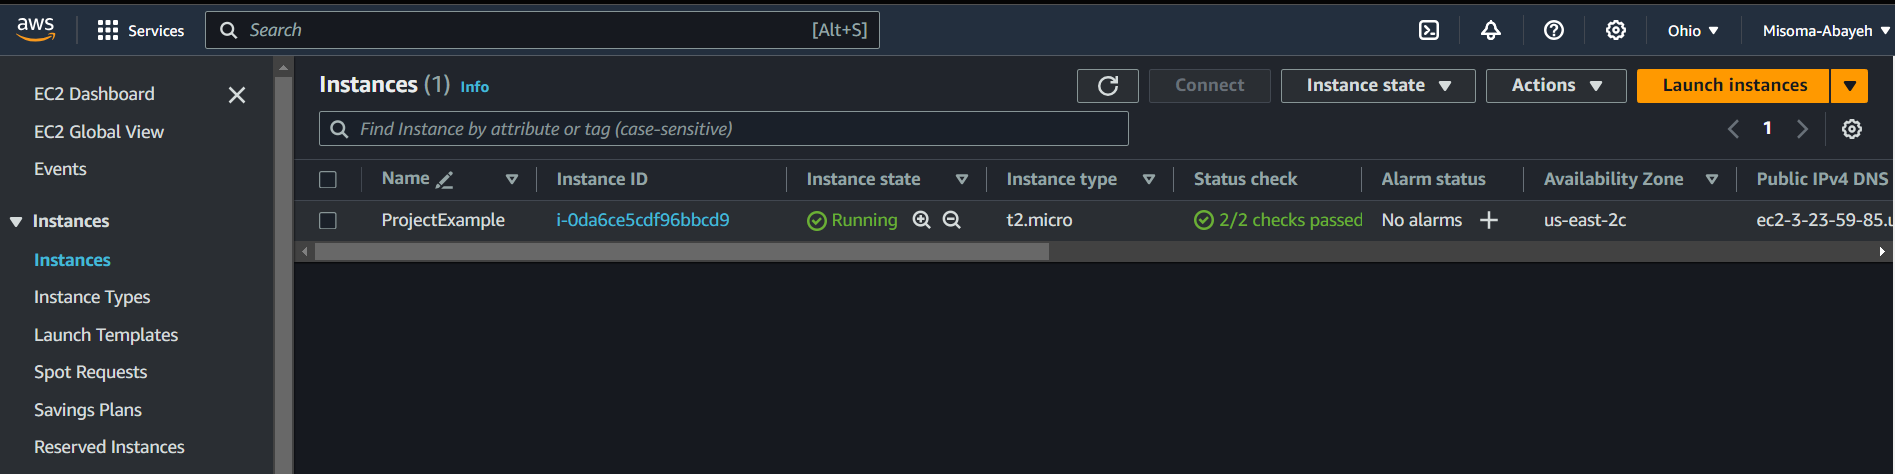 aws Services Search [Alt+S] Ohio Misoma-Abayeh
EC2 Dashboard
EC2 Global View
Events
Instances
Instances
Instance Types
Launch Templates
Spot Requests
Savings Plans
Reserved Instances
Instances (1) Info Connect Instance state Actions Launch instances
Find Instance by attribute or tag (case-sensitive) 1
Name Instance ID Instance state Instance type Status check Alarm status Availability Zone Public IPv4 DNS
ProjectExample i-0da6ce5cdf96bbcd9 Running t2.micro 2/2 checks passed No alarms us-east-2c ec2-3-23-59-85.u